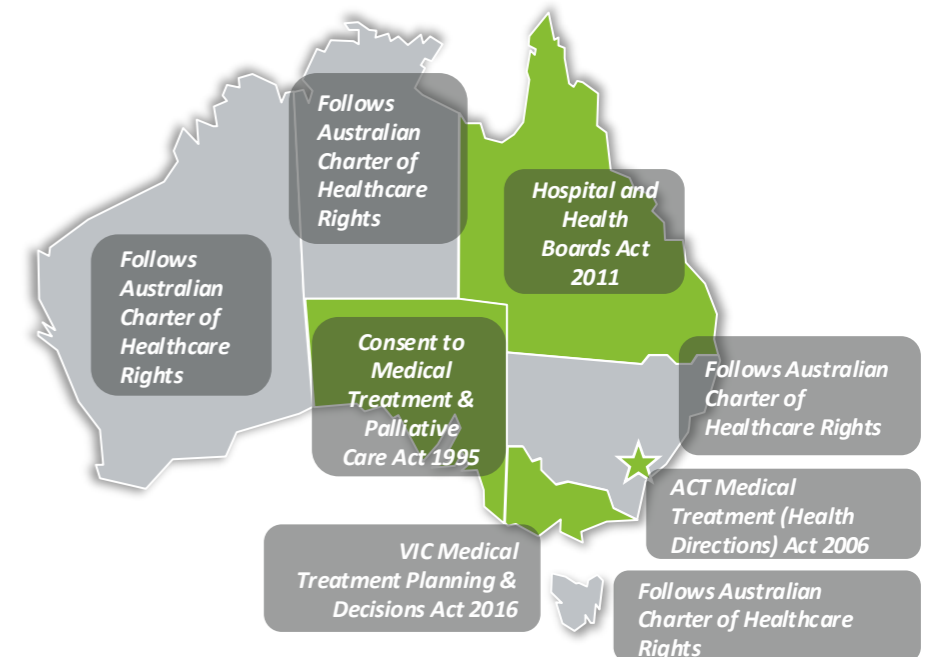 Follows
Australian
Charter of
Healthcare
Rights
Hospital and
Health
Boards Act
2011
Follows
Australian
Charter of
Healthcare
Rights
Consent to
Medical
Treatment &
Palliative
Care Act 1995
Follows Australian
Charter of
Healthcare Rights
ACT Medical
Treatment (Health
Directions) Act 2006
VIC Medical
Treatment Planning &
Decisions Act 2016
Follows Australian
Charter of Healthcare
Rights